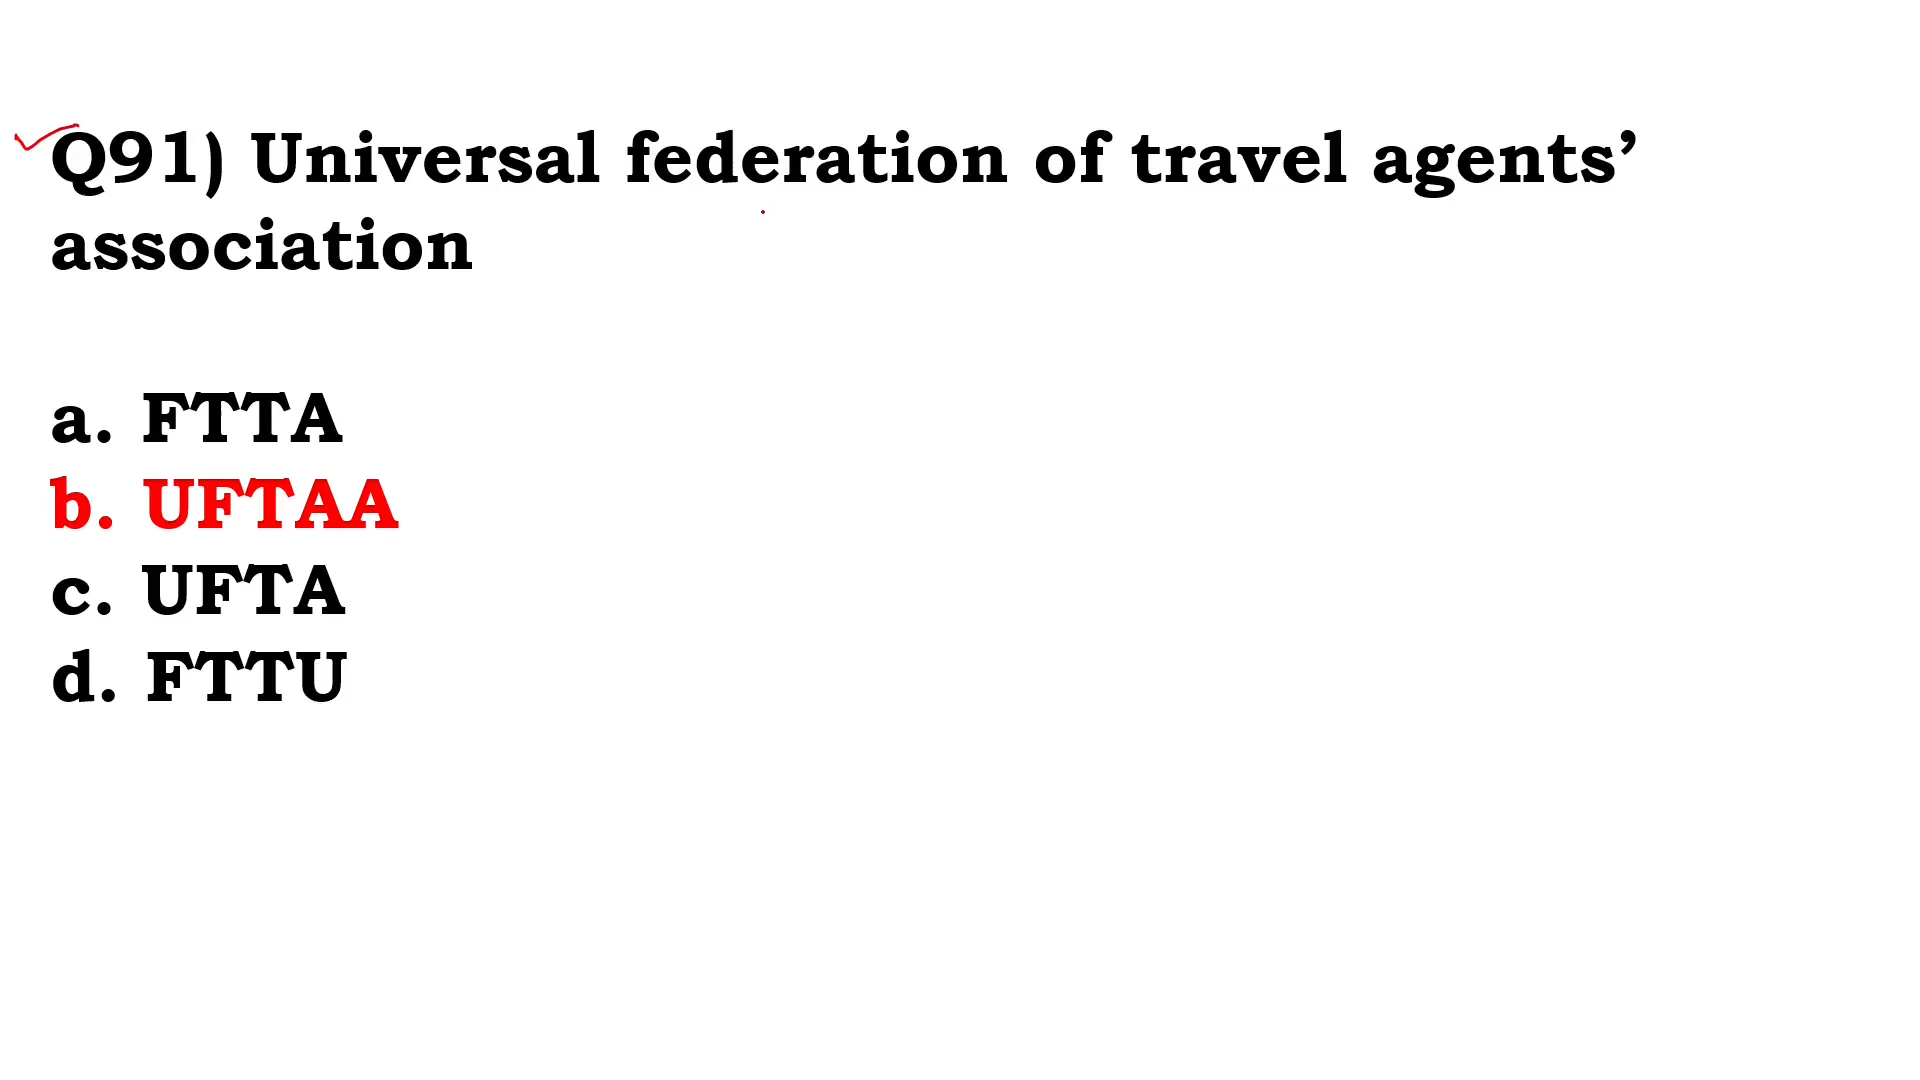 Q91) Universal federation of travel agents’
association
a. FTTA
b. UFTAA
c. UFTA
d. FTTU